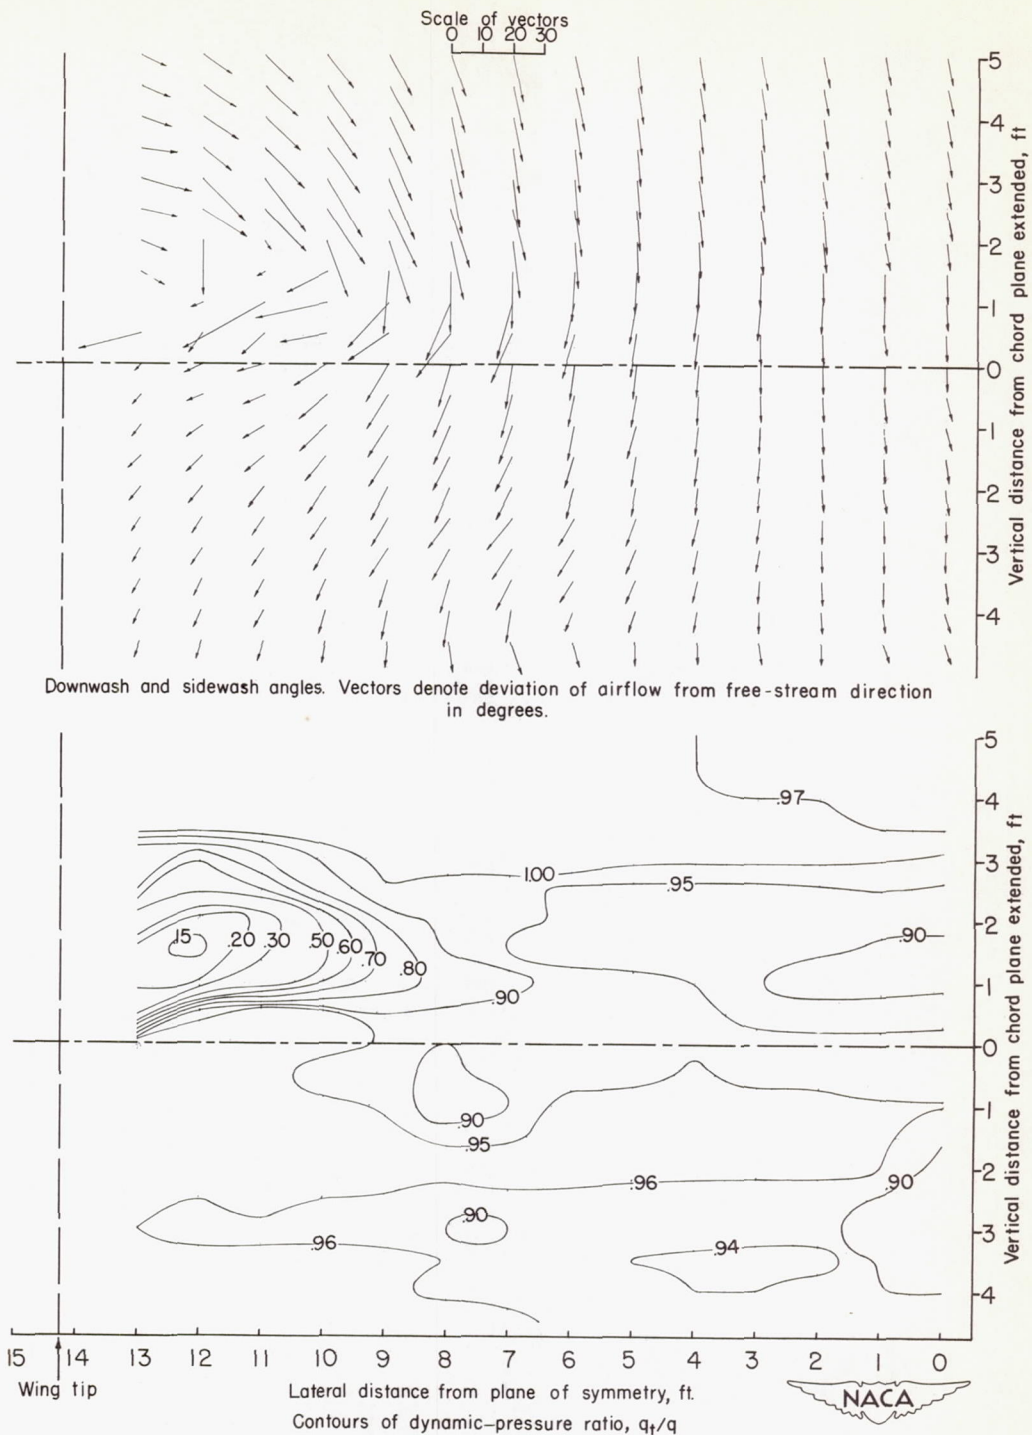 Scale of vectors
0 10 20 30
5
4
3
2
1
0
1
2
3
4
Vertical distance from chord plane extended, ft
Downwash and sidewash angles. Vectors denote deviation of airflow from free-stream direction
in degrees.
5
4
3
2
1
0
1
2
3
4
Vertical distance from chord plane extended, ft
.97
1.00
.95
.90
.15 .20 .30 .50 .60 .70 .80
.90
.90
.95
.96
.90
.90
.96
.94
15 14 13 12 11 10 9 8 7 6 5 4 3 2 1 0
Wing tip
Lateral distance from plane of symmetry, ft.
Contours of dynamic-pressure ratio, qt/q
NACA